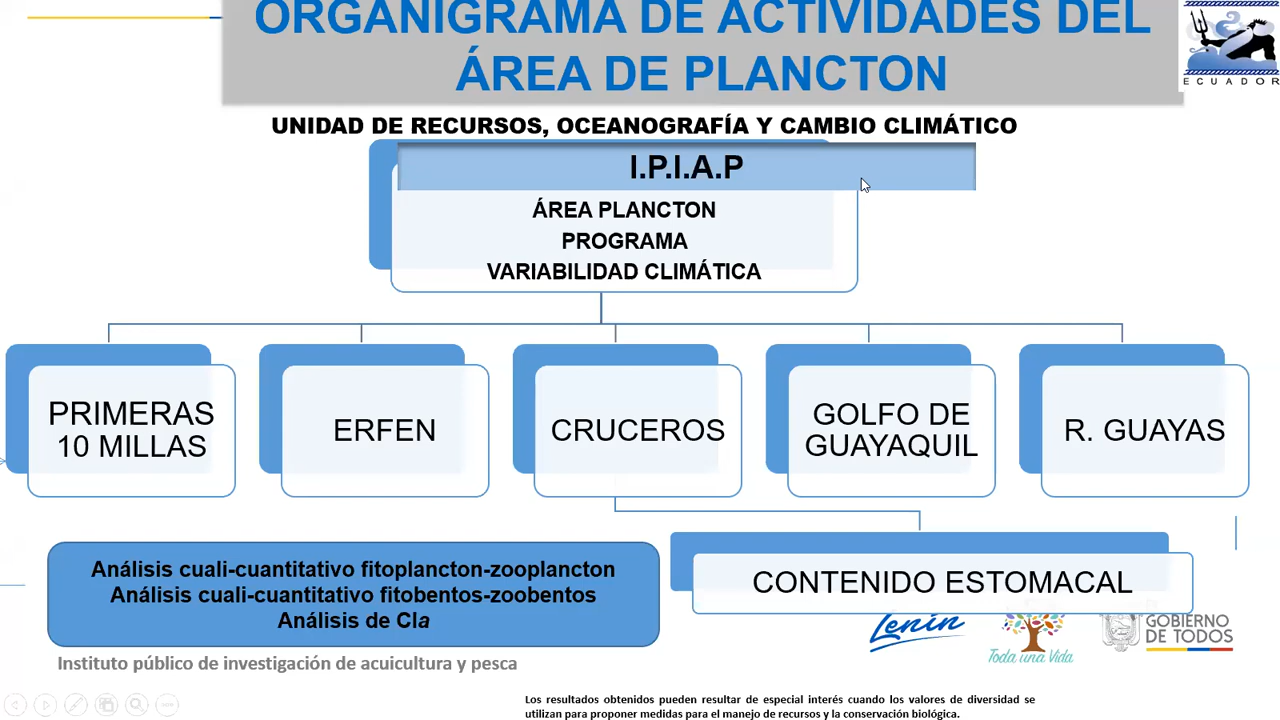 ORGANIGRAMA DE ACTIVIDADES DEL
ÁREA DE PLANCTON
ECUADOR
UNIDAD DE RECURSOS, OCEANOGRAFÍA Y CAMBIO CLIMÁTICO
I.P.I.A.P
ÁREA PLANCTON
PROGRAMA
VARIABILIDAD CLIMÁTICA
PRIMERAS
10 MILLAS
ERFEN
CRUCEROS
GOLFO DE
GUAYAQUIL
R. GUAYAS
Análisis cuali-cuantitativo fitoplancton-zooplancton
Análisis cuali-cuantitativo fitobentos-zoobentos
Análisis de Cla
CONTENIDO ESTOMACAL
Lenín
Toda una Vida
GOBIERNO
DE TODOS
Instituto público de investigación de acuicultura y pesca
Los resultados obtenidos pueden resultar de especial interés cuando los valores de diversidad se
utilizan para proponer medidas para el manejo de recursos y la conservación biológica.